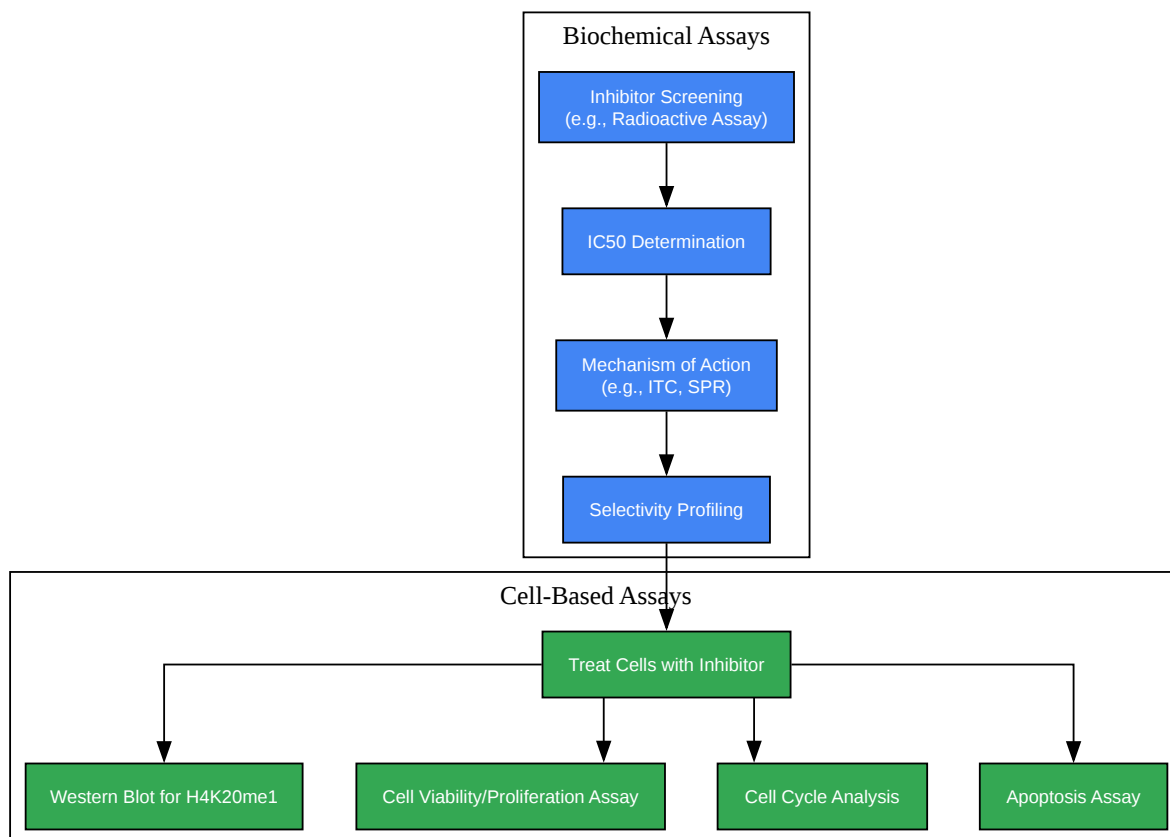 Biochemical Assays
Inhibitor Screening
(e.g., Radioactive Assay)
IC50 Determination
Mechanism of Action
(e.g., ITC, SPR)
Selectivity Profiling
Cell-Based Assays
Treat Cells with Inhibitor
Western Blot for H4K20me1
Cell Viability/Proliferation Assay
Cell Cycle Analysis
Apoptosis Assay